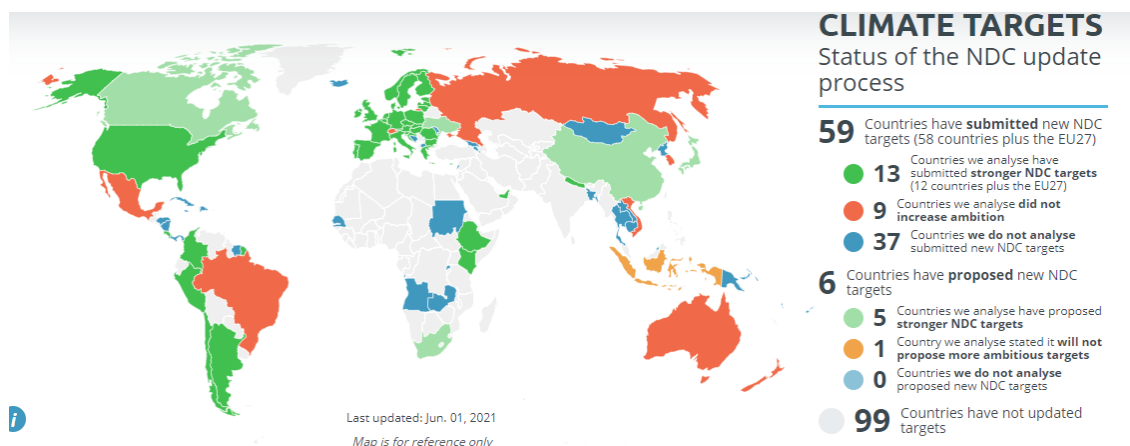 CLIMATE TARGETS
Status of the NDC update
process
59 Countries have submitted new NDC
targets (58 countries plus the EU27)
13 Countries we analyse have
submitted stronger NDC targets
(12 countries plus the EU27)
9 Countries we analyse did not
increase ambition
37 Countries we do not analyse
submitted new NDC targets
6 Countries have proposed new NDC
targets
5 Countries we analyse have proposed
stronger NDC targets
1 Country we analyse stated it will not
propose more ambitious targets
0 Countries we do not analyse
proposed new NDC targets
99 Countries have not updated
targets
Last updated: Jun. 01, 2021
Map is for reference only
i